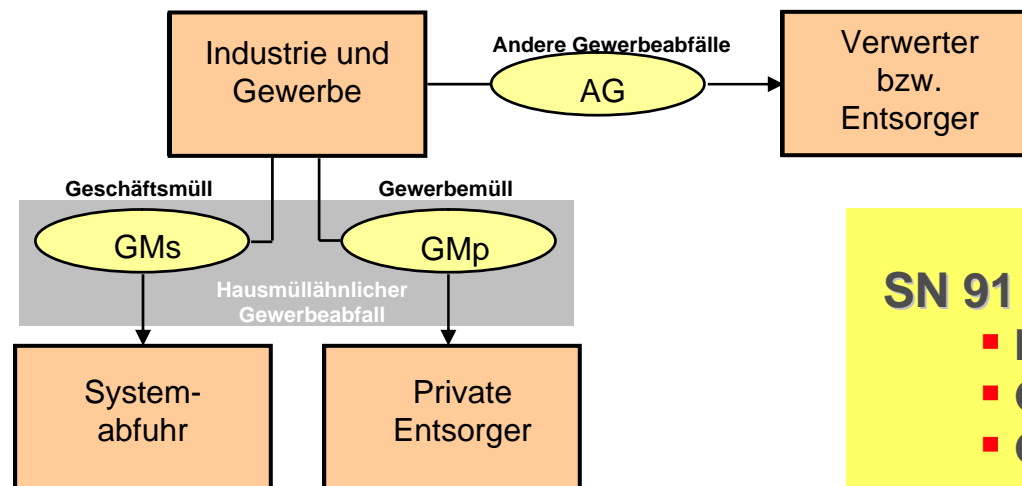 Industrie und
Gewerbe
Andere Gewerbeabfälle
AG
Verwerter
bzw.
Entsorger
Geschäftsmüll
Gewerbemüll
GMs
GMp
Hausmüllähnlicher
Gewerbeabfall
System-
abfuhr
Private
Entsorger
SN 91